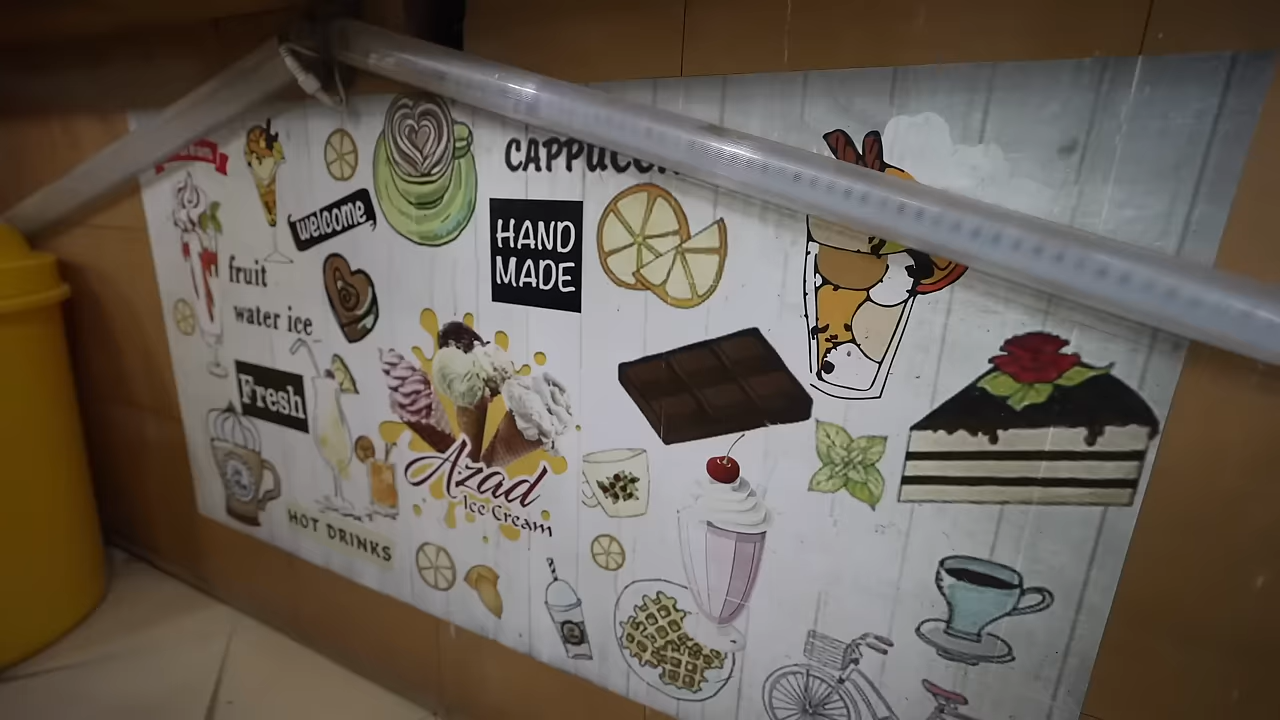 CAPPUCC
welcome
HAND
MADE
fruit
water ice
Fresh
Azad
Ice Cream
HOT DRINKS